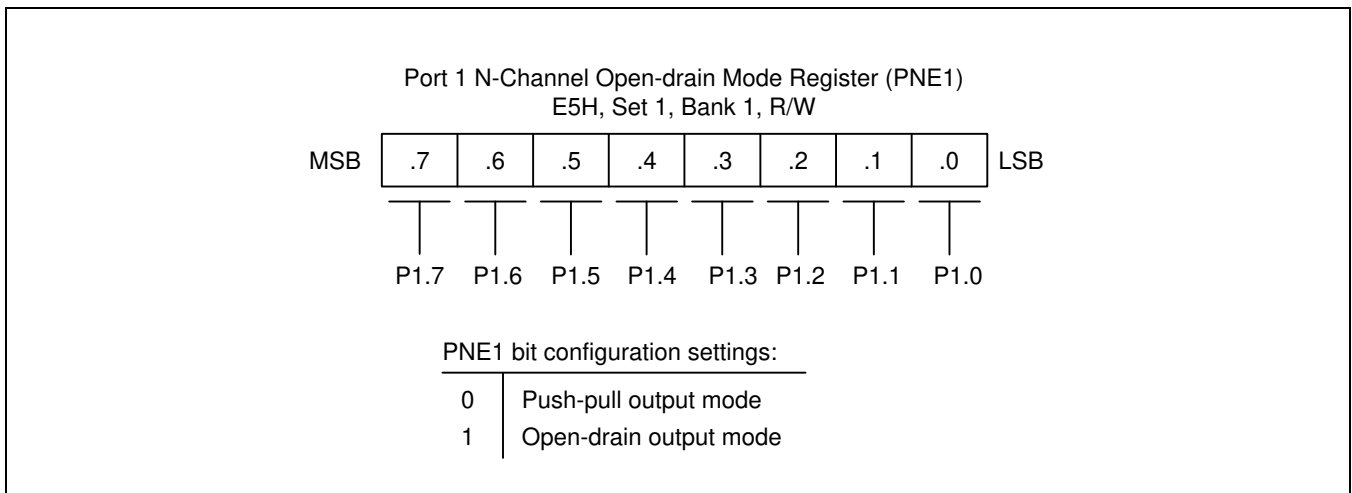 Port 1 N-Channel Open-drain Mode Register (PNE1)
E5H, Set 1, Bank 1, R/W
MSB .7 .6 .5 .4 .3 .2 .1 .0 LSB
P1.7 P1.6 P1.5 P1.4 P1.3 P1.2 P1.1 P1.0
PNE1 bit configuration settings:
0 Push-pull output mode
1 Open-drain output mode